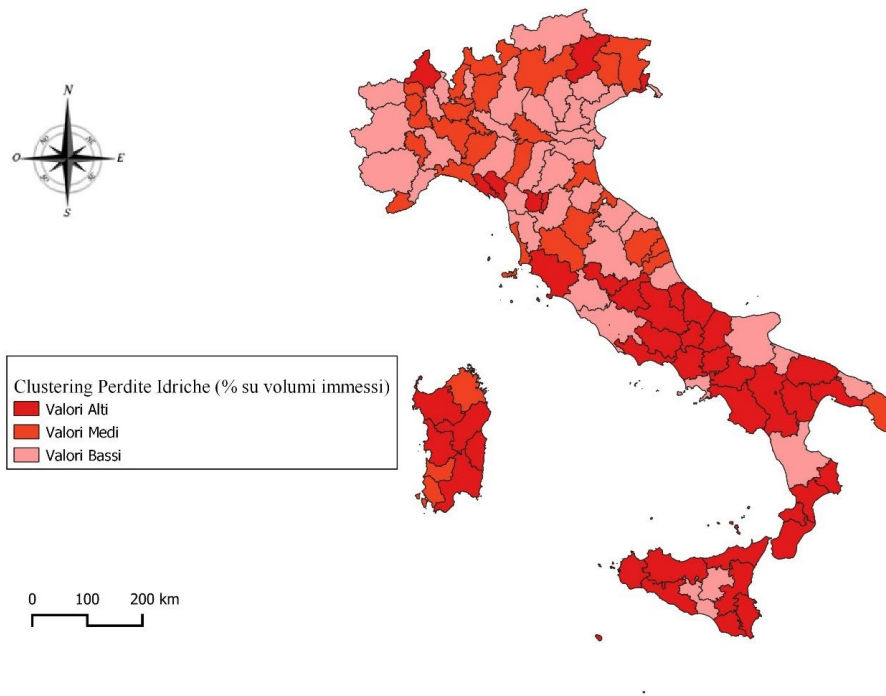 N
O
E
S
Clustering Perdite Idriche (% su volumi immessi)
Valori Alti
Valori Medi
Valori Bassi
0 100 200 km